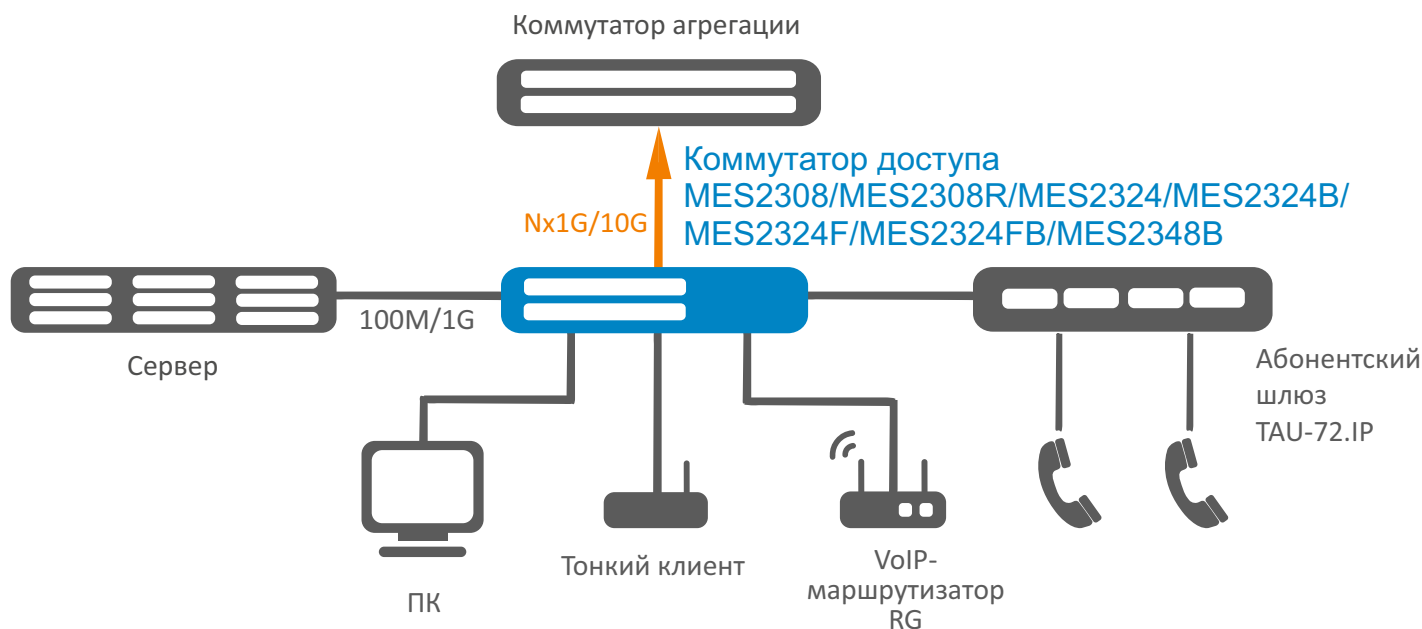 Коммутатор агрегации
Коммутатор доступа
MES2308/MES2308R/MES2324/MES2324B/
MES2324F/MES2324FB/MES2348B
Nx1G/10G
100M/1G
Сервер
Абонентский
шлюз
TAU-72.IP
ПК
Тонкий клиент
VoIP-
маршрутизатор
RG